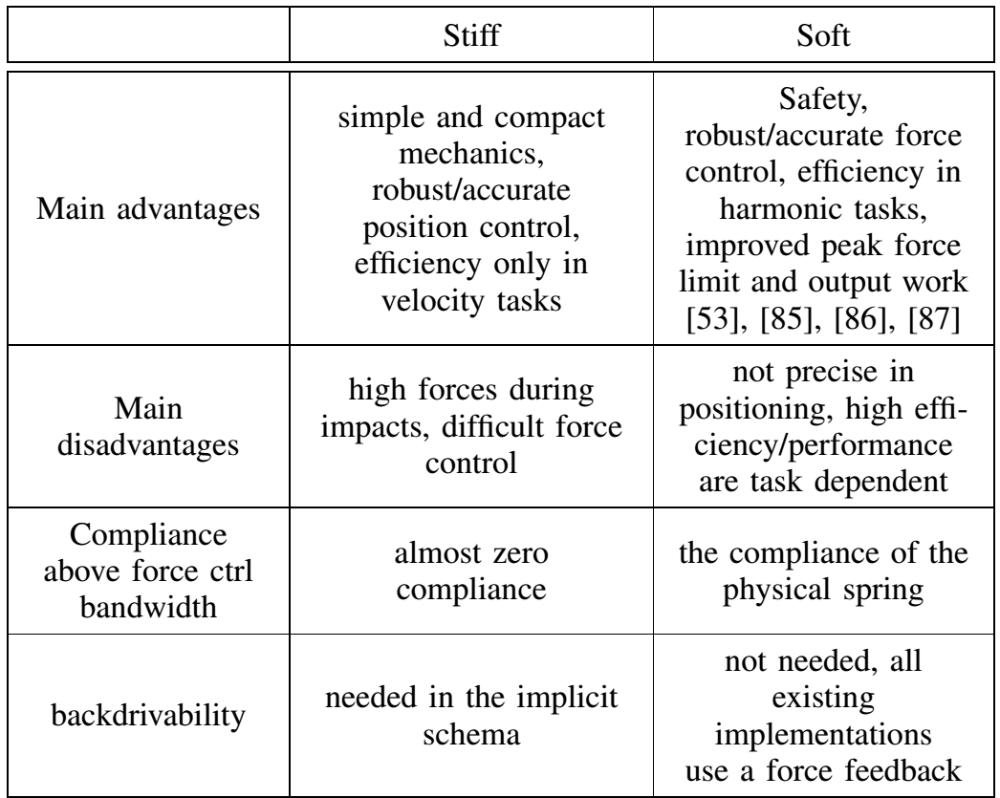 Stiff
Soft
Main advantages
simple and compact
mechanics,
robust/accurate
position control,
efficiency only in
velocity tasks
Safety,
robust/accurate force
control, efficiency in
harmonic tasks,
improved peak force
limit and output work
[53], [85], [86], [87]
Main
disadvantages
high forces during
impacts, difficult force
control
not precise in
positioning, high effi-
ciency/performance
are task dependent
Compliance
above force ctrl
bandwidth
almost zero
compliance
the compliance of the
physical spring
backdrivability
needed in the implicit
schema
not needed, all
existing
implementations
use a force feedback